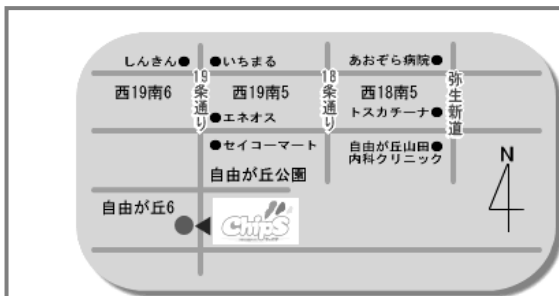 しんきん
いちまる
あおぞら病院
19条通り
18条通り
弥生新道
西19南6
西19南5
西18南5
エネオス
トスカチーナ
セイコーマート
自由が丘山田
内科クリニック
自由が丘公園
N
自由が丘6
ChipS